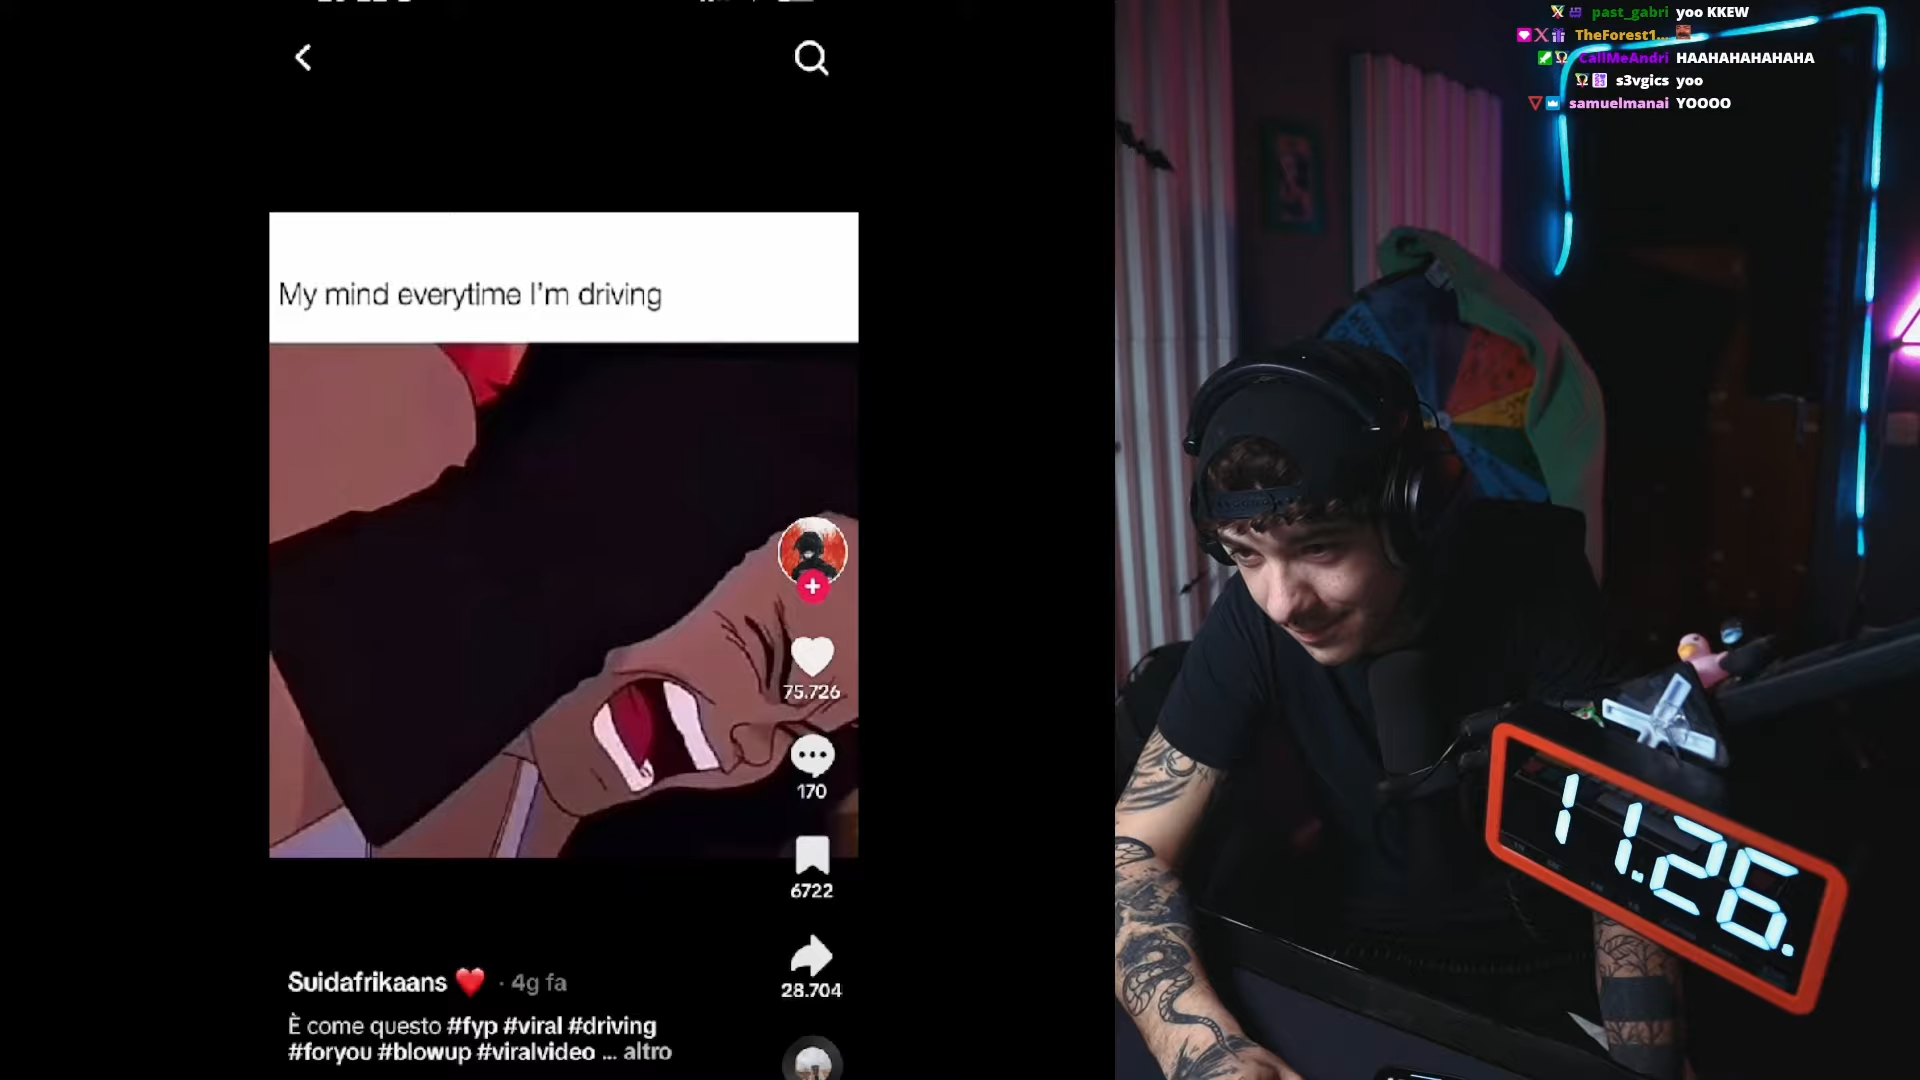 past_gabri yoo KKEW
TheForest1...
CallMeAndri HAAHAHAHAHAHA
s3vgics yoo
samuelmanai YOOOO
My mind everytime I'm driving
75.726
170
6722
28.704
Suidafrikaans ❤️ · 4g fa
È come questo #fyp #viral #driving
#foryou #blowup #viralvideo ... altro
11.26.